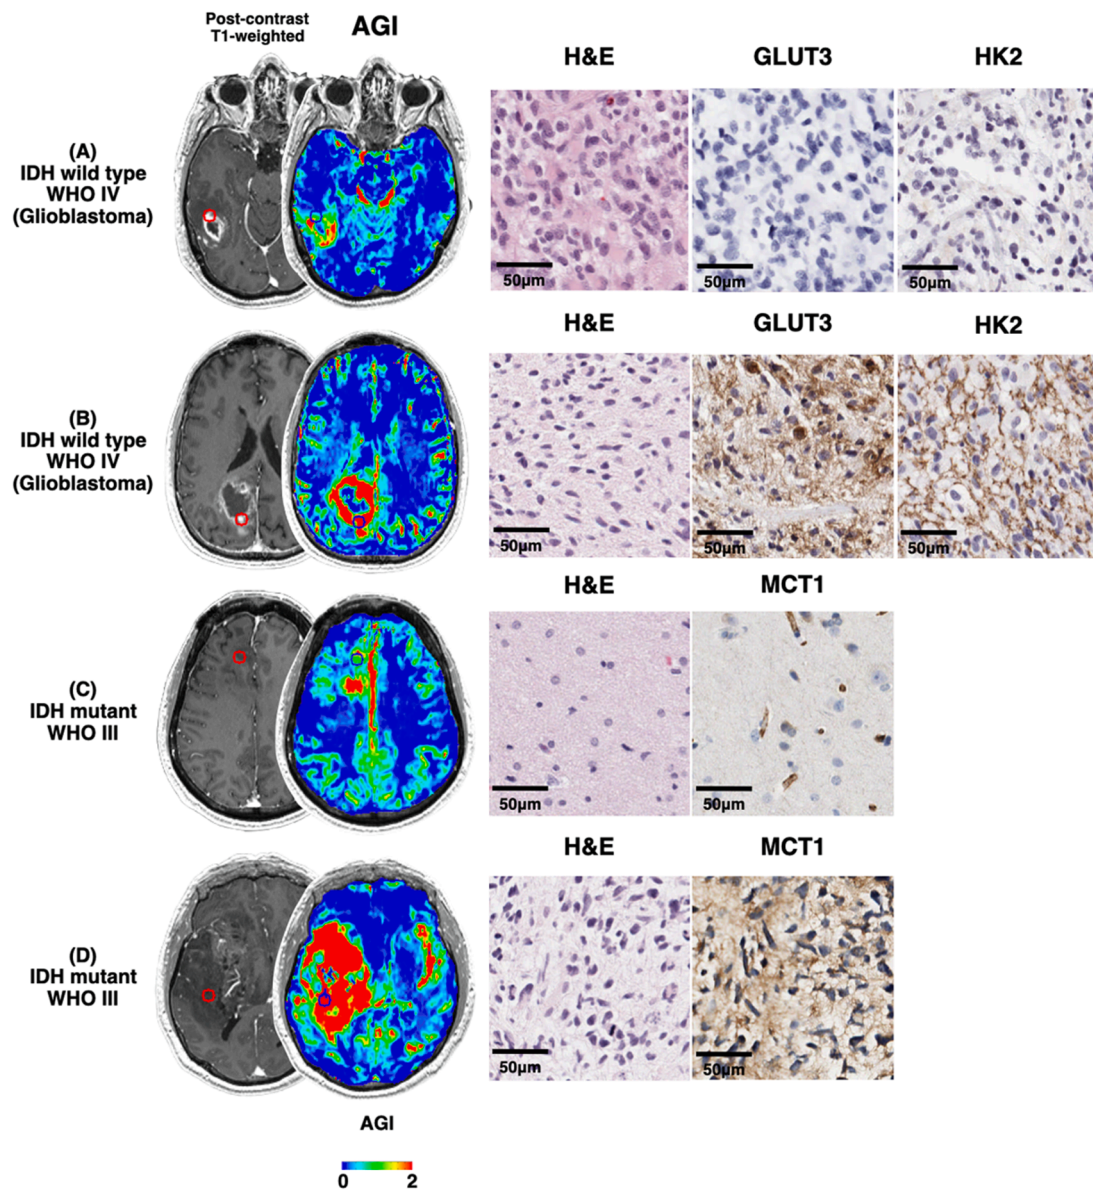 Post-contrast
T1-weighted
AGI
H&E
GLUT3
HK2
(A)
IDH wild type
WHO IV
(Glioblastoma)
50μm
50μm
50μm
H&E
GLUT3
HK2
(B)
IDH wild type
WHO IV
(Glioblastoma)
50μm
50μm
50μm
H&E
MCT1
(C)
IDH mutant
WHO III
50μm
50μm
H&E
MCT1
(D)
IDH mutant
WHO III
50μm
50μm
AGI
0 2